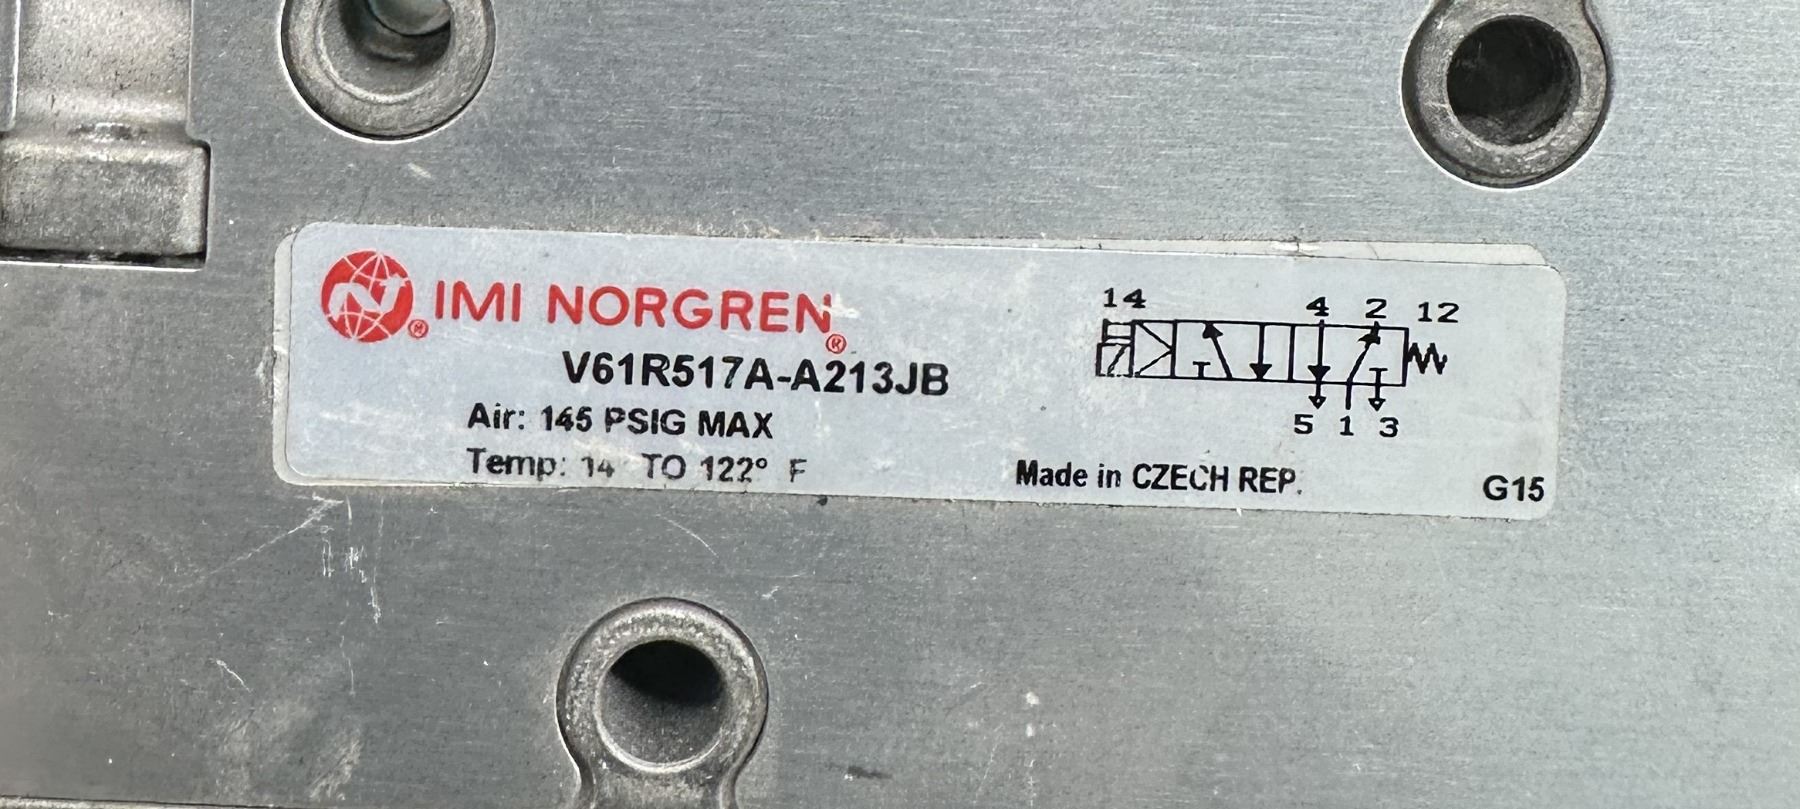 IMI NORGREN®
V61R517A-A213JB
Air: 145 PSIG MAX
Temp: 14° TO 122° F
14 4 2 12
5 1 3
Made in CZECH REP.
G15